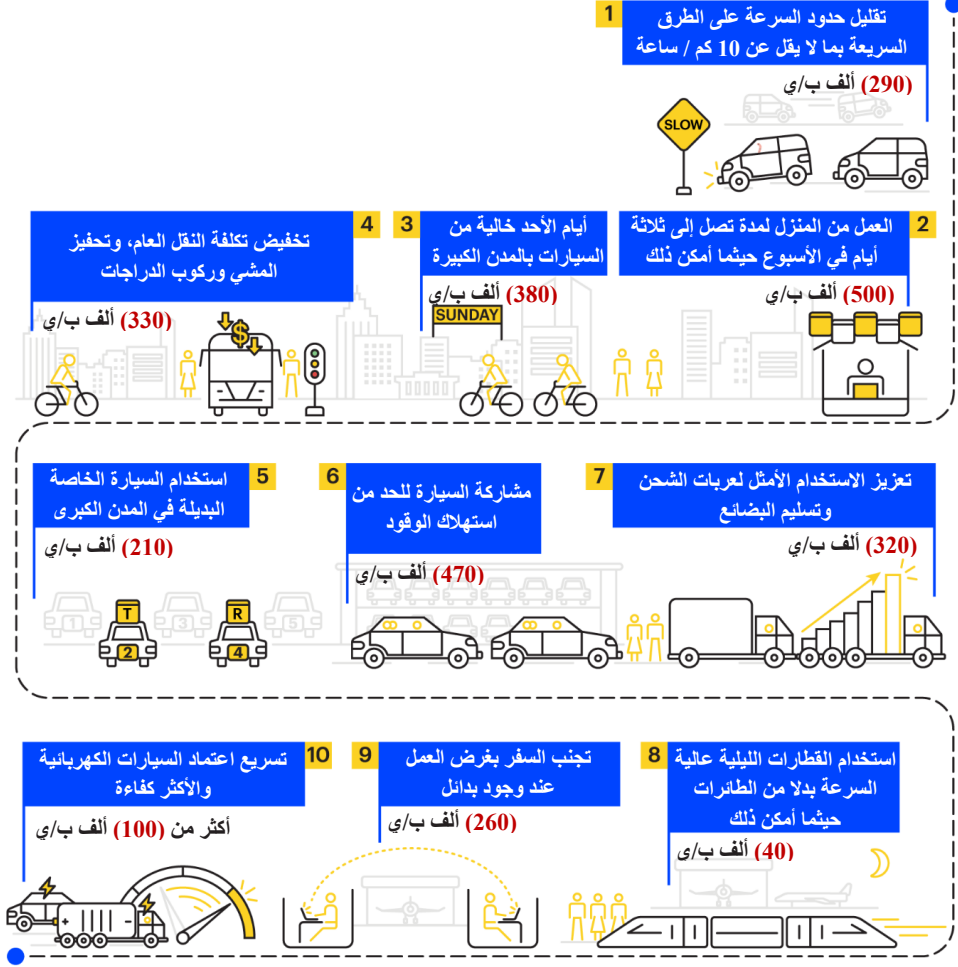 1
تقليل حدود السرعة على الطرق
السريعة بما لا يقل عن 10 كم / ساعة
(290) ألف ب/ي
SLOW
2
العمل من المنزل لمدة تصل إلى ثلاثة
أيام في الأسبوع حيثما أمكن ذلك
(500) ألف ب/ي
3
أيام الأحد خالية من
السيارات بالمدن الكبيرة
(380) ألف ب/ي
SUNDAY
4
تخفيض تكلفة النقل العام، وتحفيز
المشي وركوب الدراجات
(330) ألف ب/ي
$
5
استخدام السيارة الخاصة
البديلة في المدن الكبرى
(210) ألف ب/ي
T
R
1
2
3
4
5
6
مشاركة السيارة للحد من
استهلاك الوقود
(470) ألف ب/ي
7
تعزيز الاستخدام الأمثل لعربات الشحن
وتسليم البضائع
(320) ألف ب/ي
8
استخدام القطارات الليلية عالية
السرعة بدلا من الطائرات
حيثما أمكن ذلك
(40) ألف ب/ي
9
تجنب السفر بغرض العمل
عند وجود بدائل
(260) ألف ب/ي
10
تسريع اعتماد السيارات الكهربائية
والأكثر كفاءة
أكثر من (100) ألف ب/ي